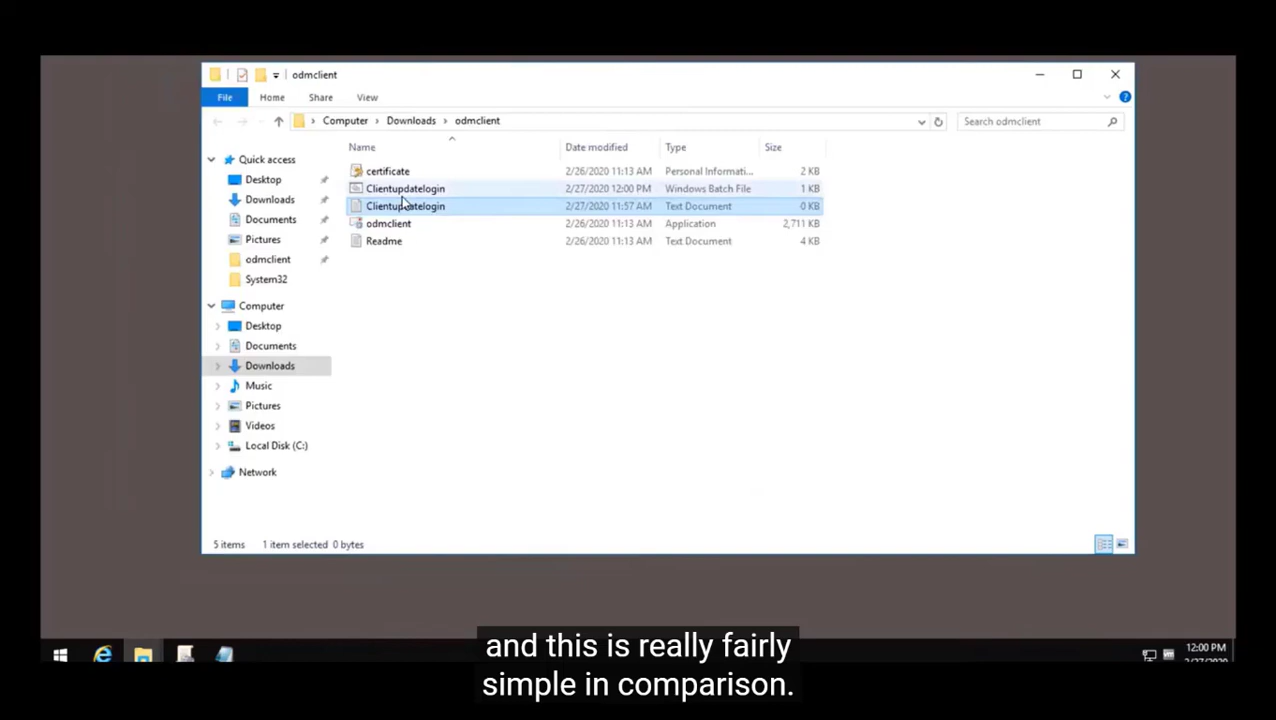 odmclient
File Home Share View
Computer Downloads odmclient
Search odmclient
Name Date modified Type Size
Quick access
Desktop
Downloads
Documents
Pictures
odmclient
System32
Computer
Desktop
Documents
Downloads
Music
Pictures
Videos
Local Disk (C:)
Network
certificate 2/26/2020 11:13 AM Personal Informati... 2 KB
Clientupdatelogin 2/27/2020 12:00 PM Windows Batch File 1 KB
Clientupdatelogin 2/27/2020 11:57 AM Text Document 0 KB
odmclient 2/26/2020 11:13 AM Application 2,711 KB
Readme 2/26/2020 11:13 AM Text Document 4 KB
5 items 1 item selected 0 bytes
12:00 PM
and this is really fairly
simple in comparison.